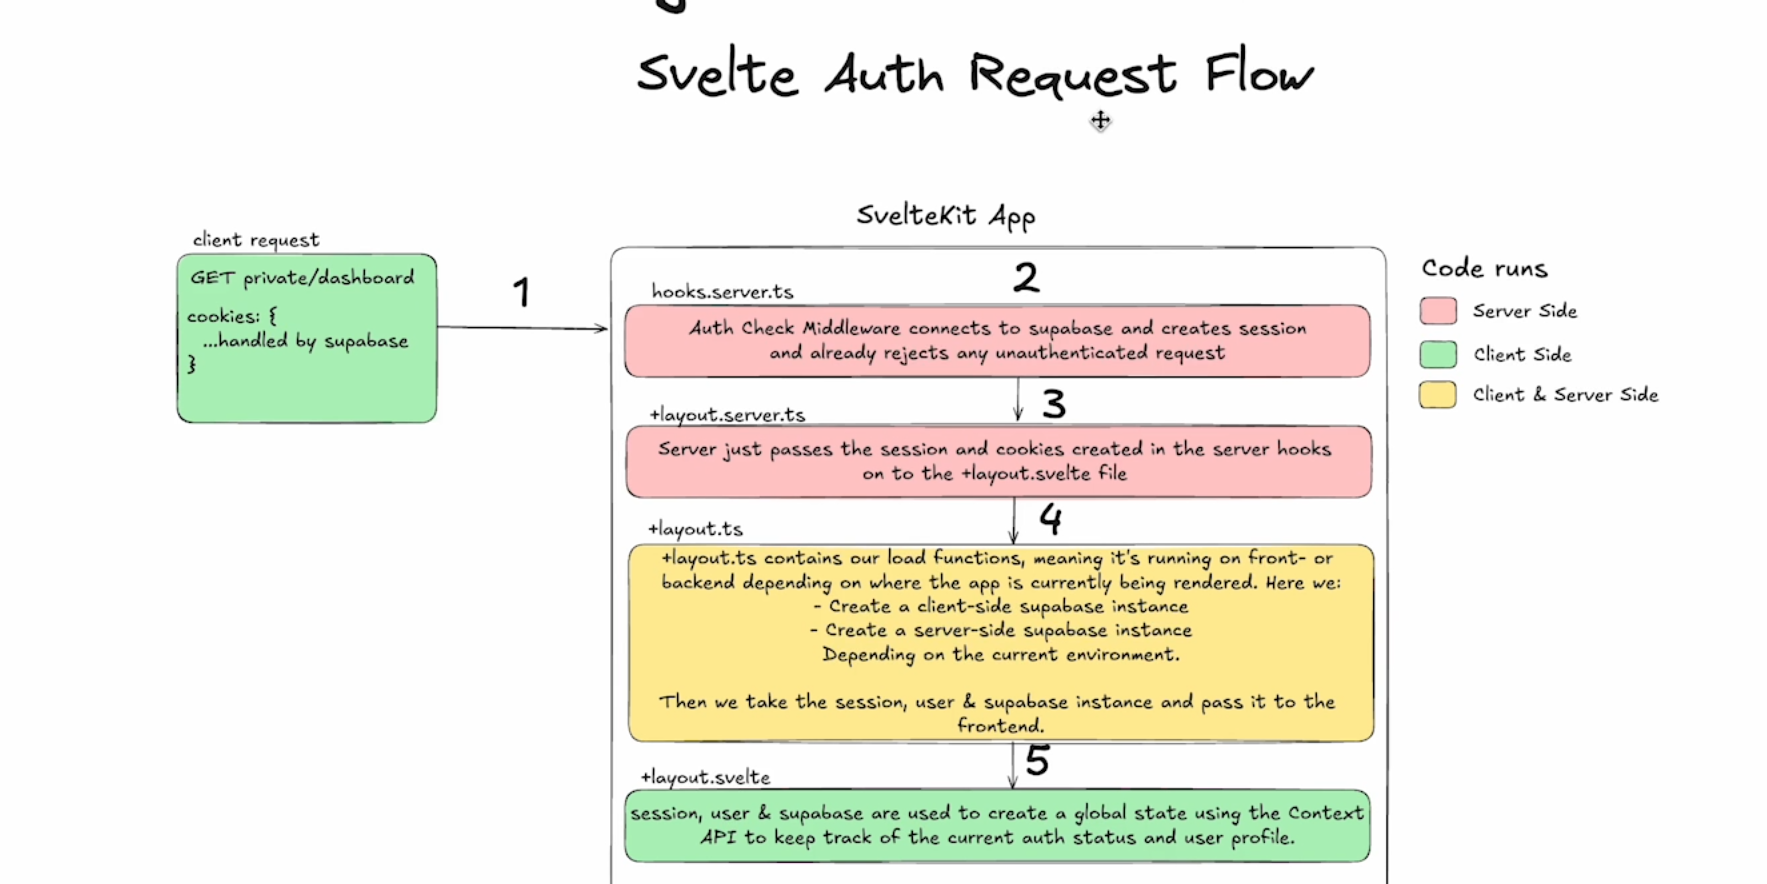 Svelte Auth Request Flow
SvelteKit App
client request
GET private/dashboard
cookies: {
...handled by supabase
}
1
2
hooks.server.ts
Auth Check Middleware connects to supabase and creates session
and already rejects any unauthenticated request
3
+layout.server.ts
Server just passes the session and cookies created in the server hooks
on to the +layout.svelte file
4
+layout.ts
+layout.ts contains our load functions, meaning it's running on front- or
backend depending on where the app is currently being rendered. Here we:
- Create a client-side supabase instance
- Create a server-side supabase instance
Depending on the current environment.
Then we take the session, user & supabase instance and pass it to the
frontend.
5
+layout.svelte
session, user & supabase are used to create a global state using the Context
API to keep track of the current auth status and user profile.
Code runs
Server Side
Client Side
Client & Server Side